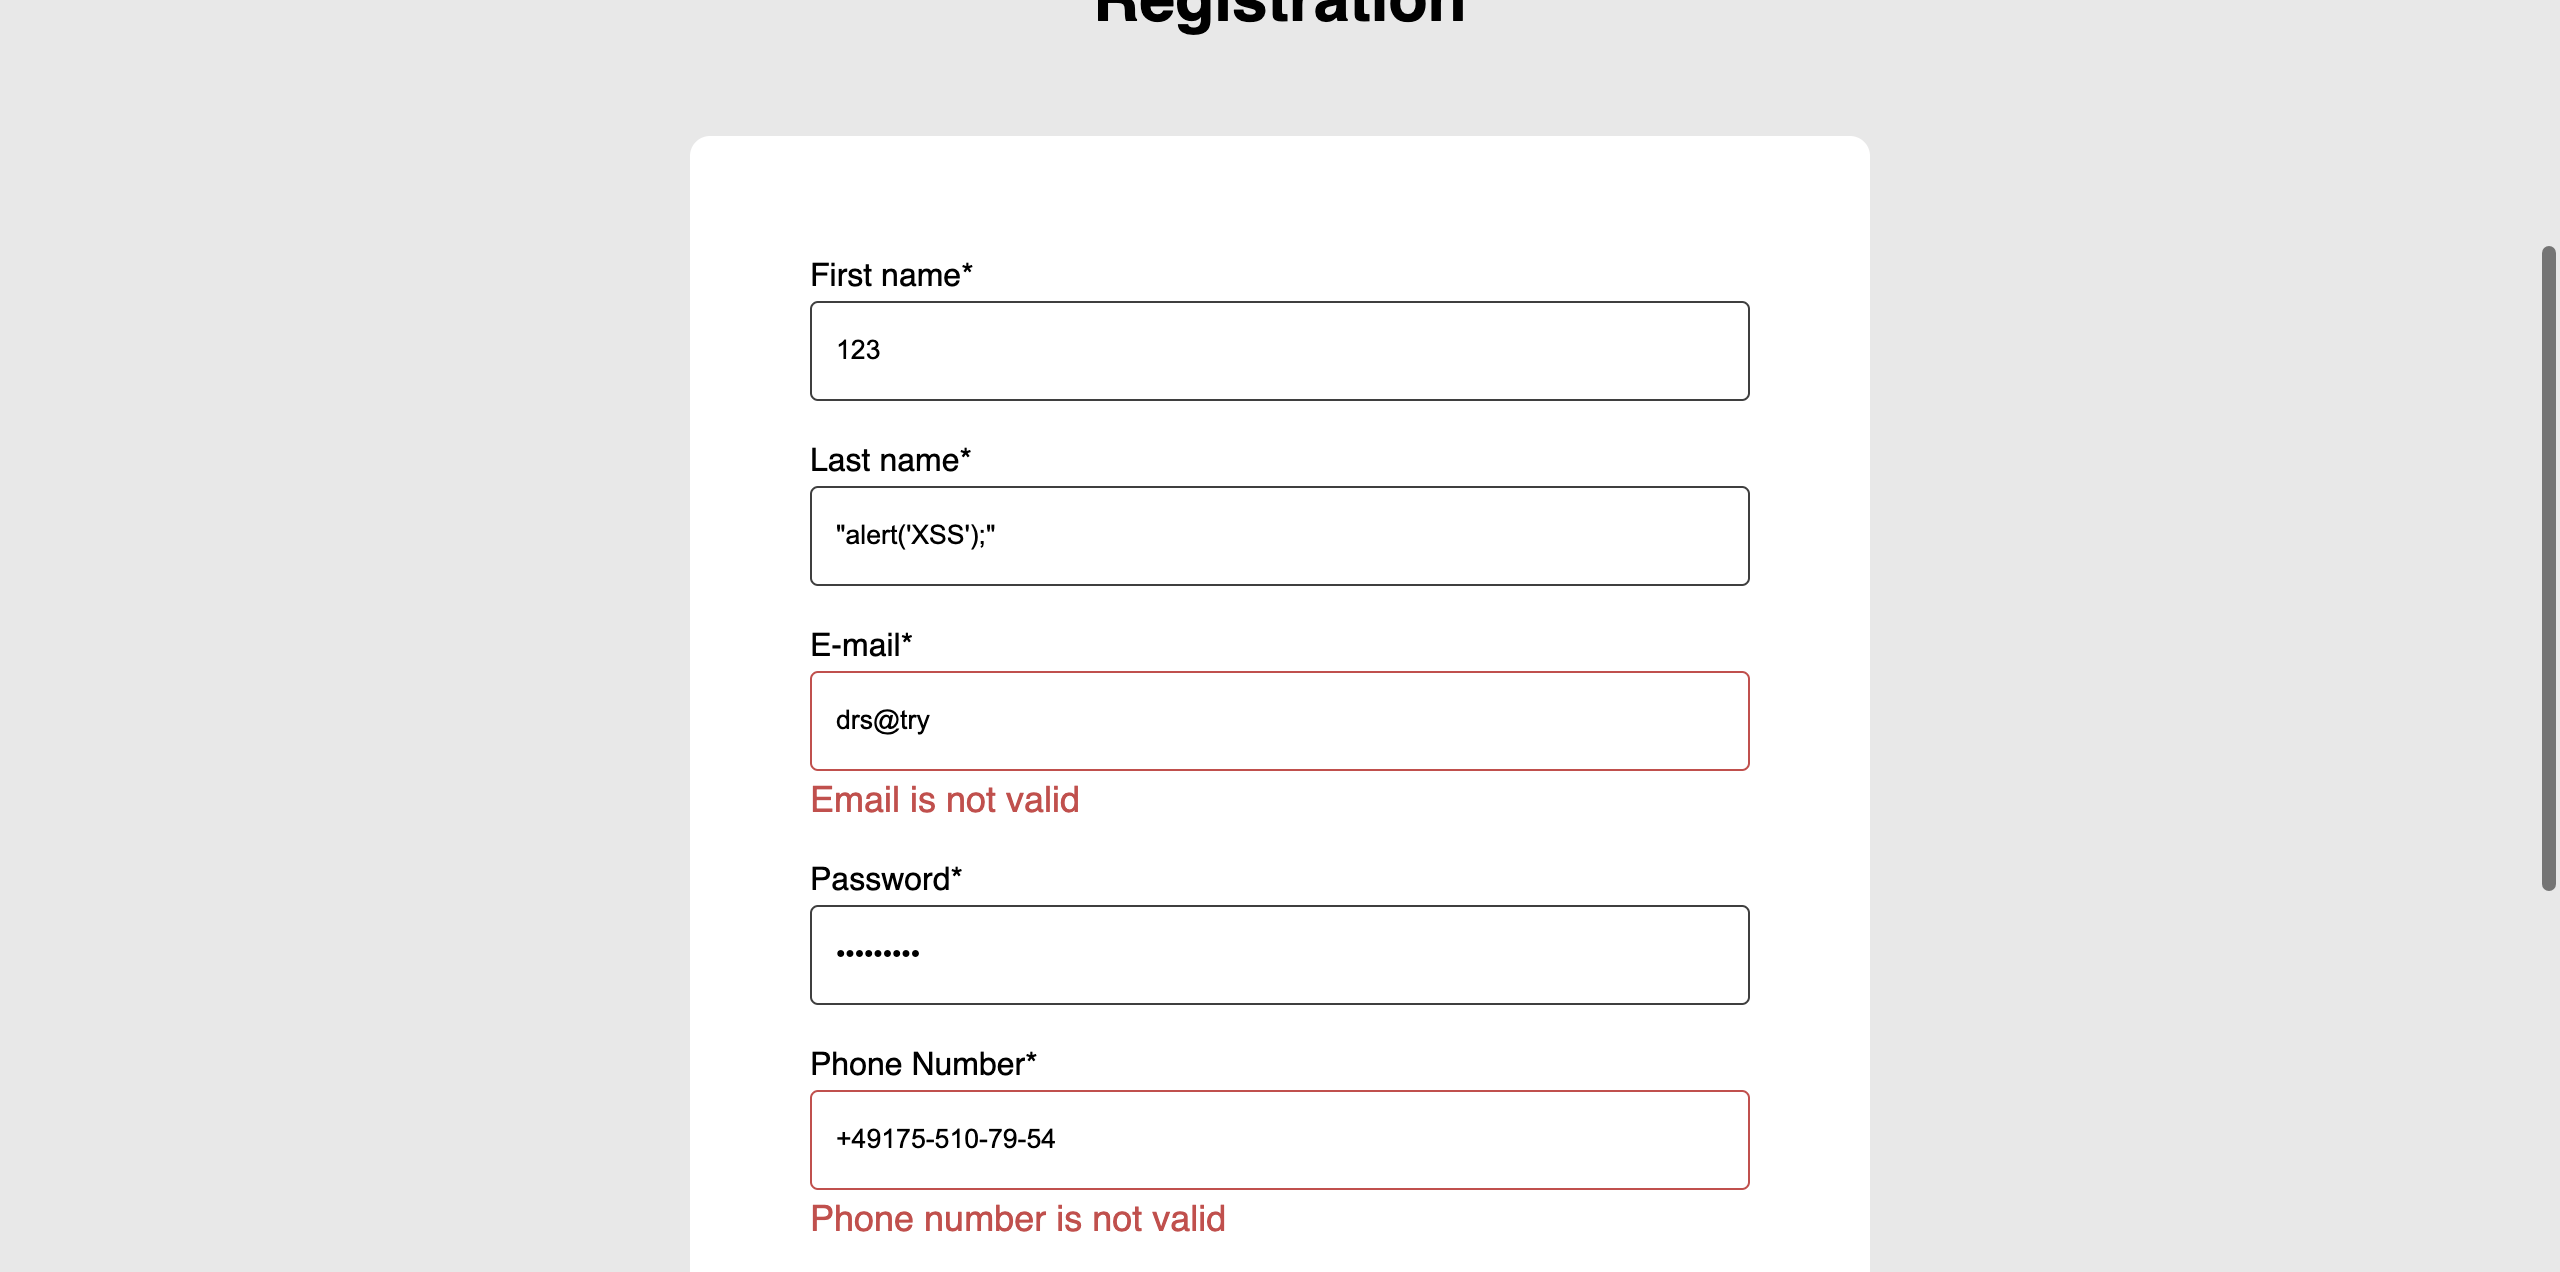 Registration
First name*
123
Last name*
"alert('XSS');"
E-mail*
drs@try
Email is not valid
Password*
•••••••••
Phone Number*
+49175-510-79-54
Phone number is not valid